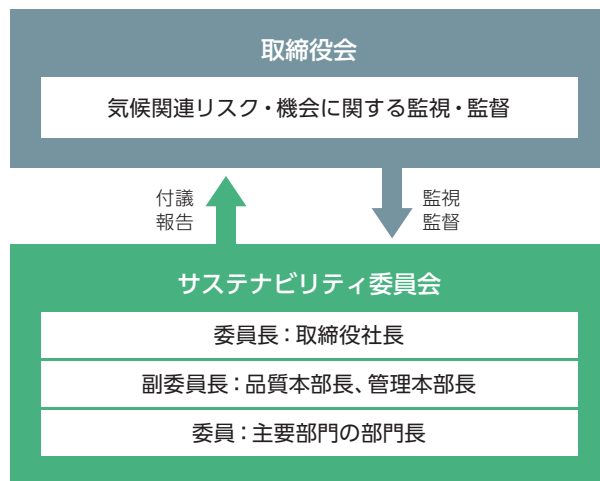 取締役会
気候関連リスク・機会に関する監視・監督
付議
報告
監視
監督
サステナビリティ委員会
委員長：取締役社長
副委員長：品質本部長、管理本部長
委員：主要部門の部門長